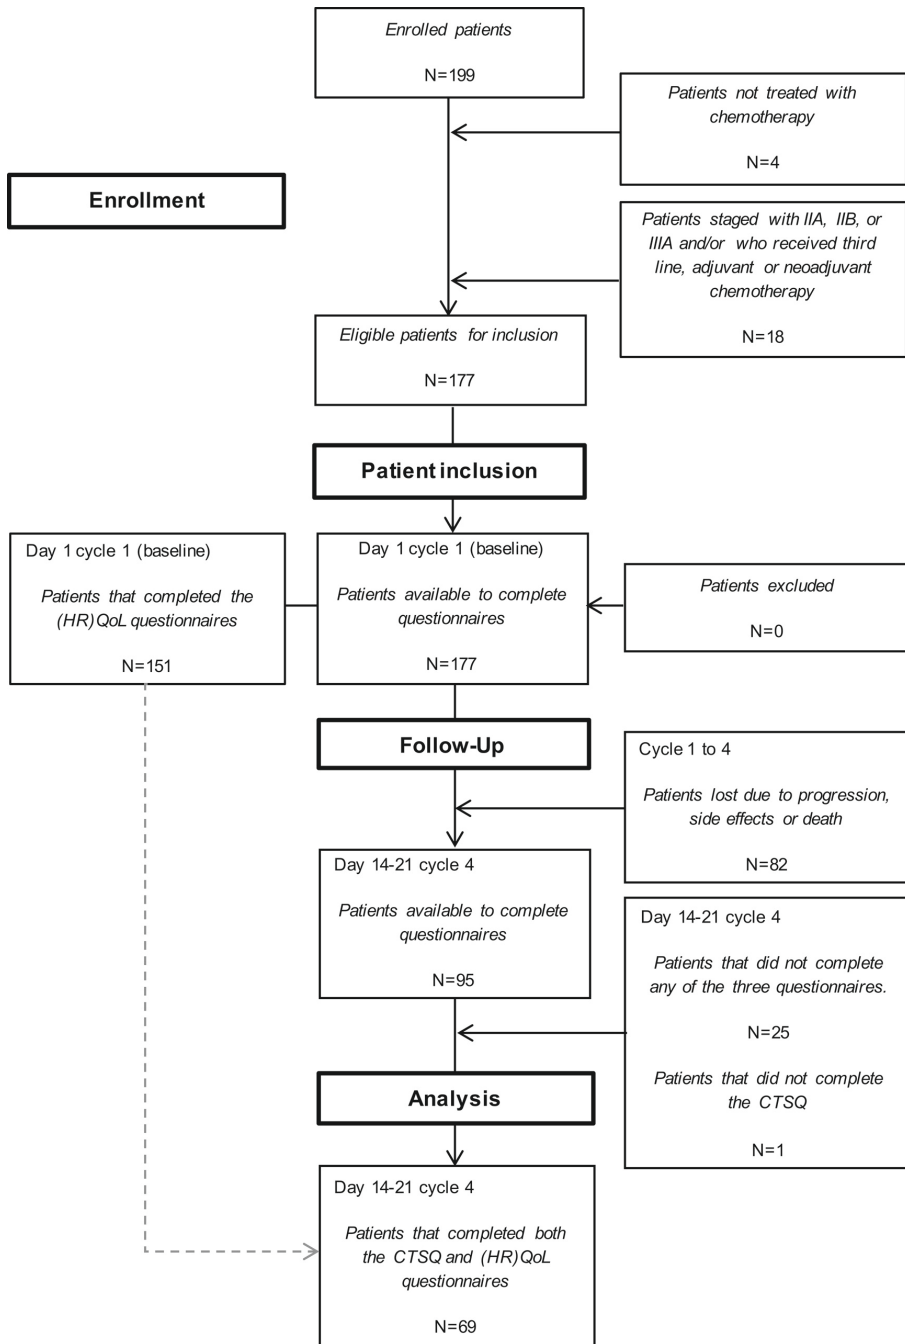 Enrolled patients
N=199
Patients not treated with
chemotherapy
N=4
Enrollment
Patients staged with IIA, IIB, or
IIIA and/or who received third
line, adjuvant or neoadjuvant
chemotherapy
N=18
Eligible patients for inclusion
N=177
Patient inclusion
Day 1 cycle 1 (baseline)
Patients that completed the
(HR)QoL questionnaires
N=151
Day 1 cycle 1 (baseline)
Patients available to complete
questionnaires
N=177
Patients excluded
N=0
Follow-Up
Cycle 1 to 4
Patients lost due to progression,
side effects or death
N=82
Day 14-21 cycle 4
Patients available to complete
questionnaires
N=95
Day 14-21 cycle 4
Patients that did not complete
any of the three questionnaires.
N=25
Patients that did not complete
the CTSQ
N=1
Analysis
Day 14-21 cycle 4
Patients that completed both
the CTSQ and (HR)QoL
questionnaires
N=69